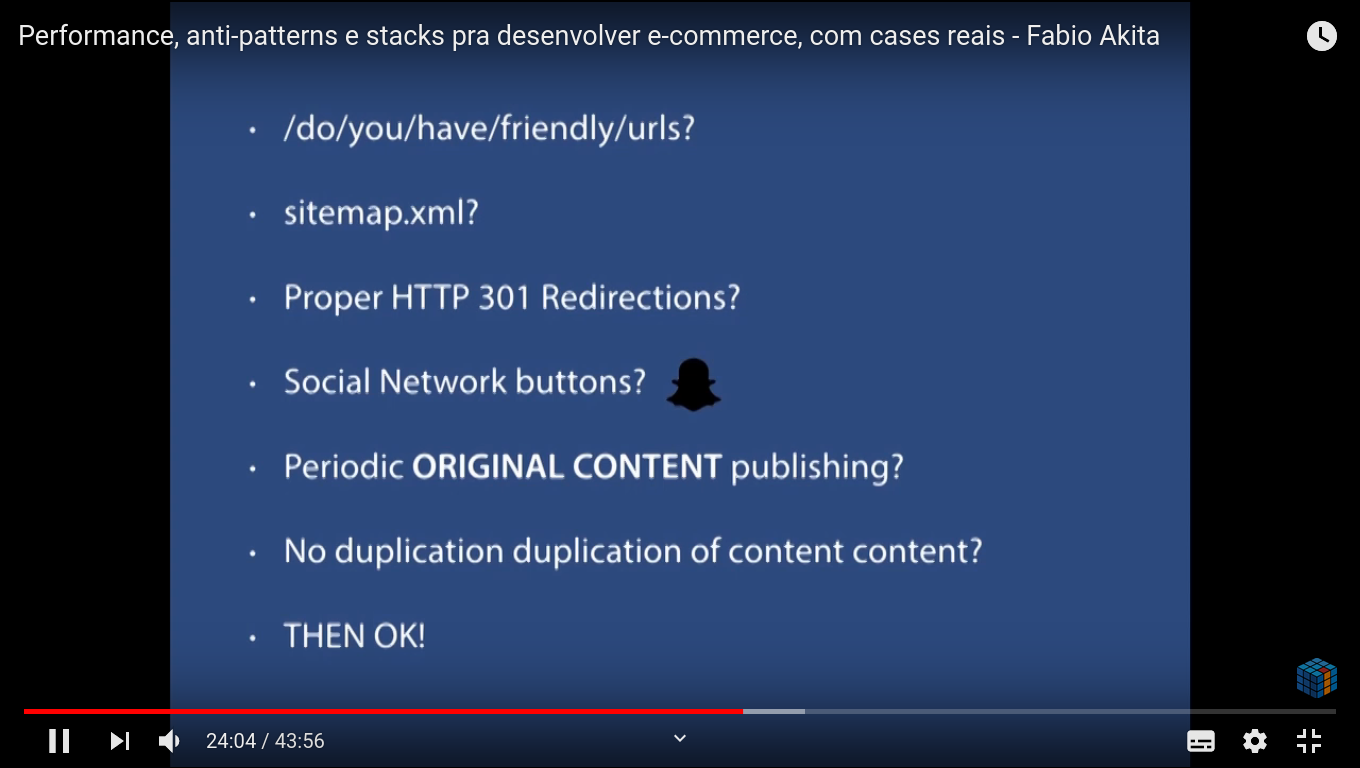 Performance, anti-patterns e stacks pra desenvolver e-commerce, com cases reais - Fabio Akita
• /do/you/have/friendly/urls?
• sitemap.xml?
• Proper HTTP 301 Redirections?
• Social Network buttons?
• Periodic ORIGINAL CONTENT publishing?
• No duplication duplication of content content?
• THEN OK!
24:04 / 43:56